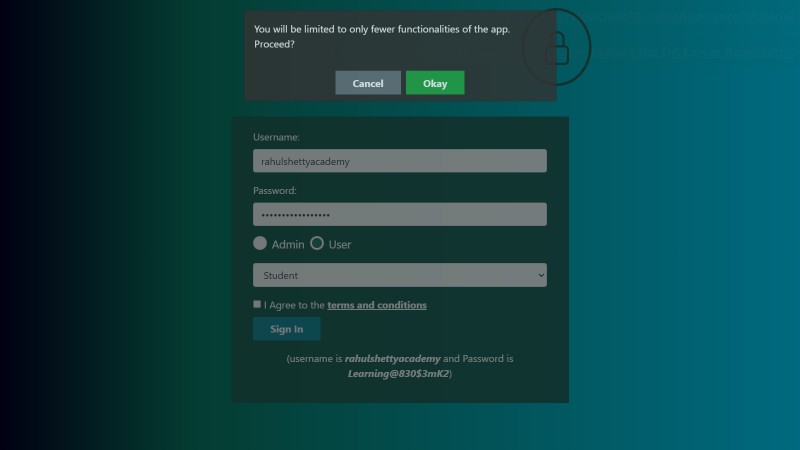 You will be limited to only fewer functionalities of the app.
Proceed?
Cancel Okay
Username:
rahulshettyacademy
Password:
•••••••••••••••••
Admin User
Student
I Agree to the terms and conditions
Sign In
(username is rahulshettyacademy and Password is
Learning@830$3mK2)